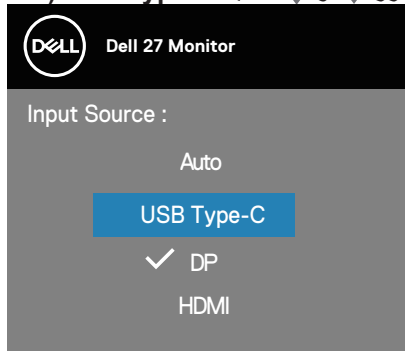 DELL Dell 27 Monitor
Input Source :
Auto
USB Type-C
✓ DP
HDMI